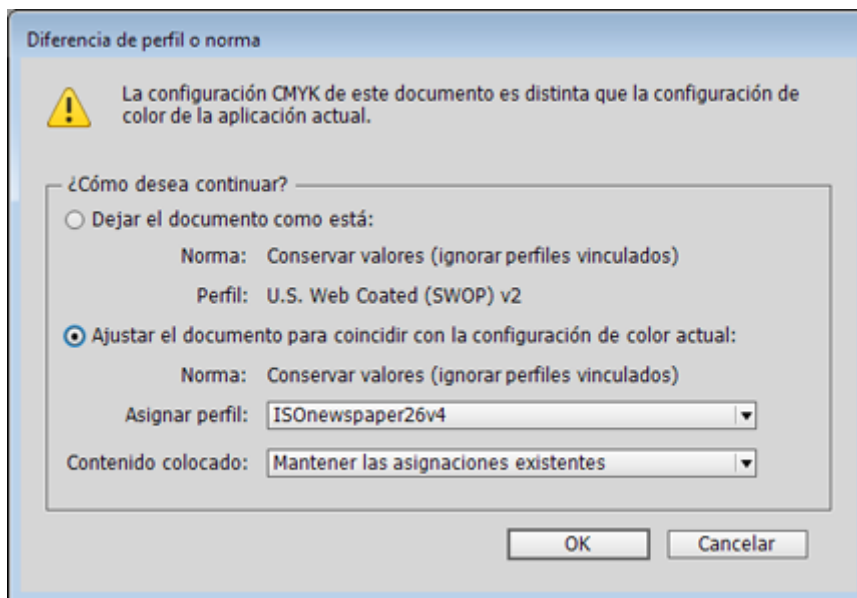 Diferencia de perfil o norma
La configuración CMYK de este documento es distinta que la configuración de
color de la aplicación actual.
¿Cómo desea continuar?
Dejar el documento como está:
Norma: Conservar valores (ignorar perfiles vinculados)
Perfil: U.S. Web Coated (SWOP) v2
Ajustar el documento para coincidir con la configuración de color actual:
Norma: Conservar valores (ignorar perfiles vinculados)
Asignar perfil: ISOnewspaper26v4
Contenido colocado: Mantener las asignaciones existentes
OK Cancelar